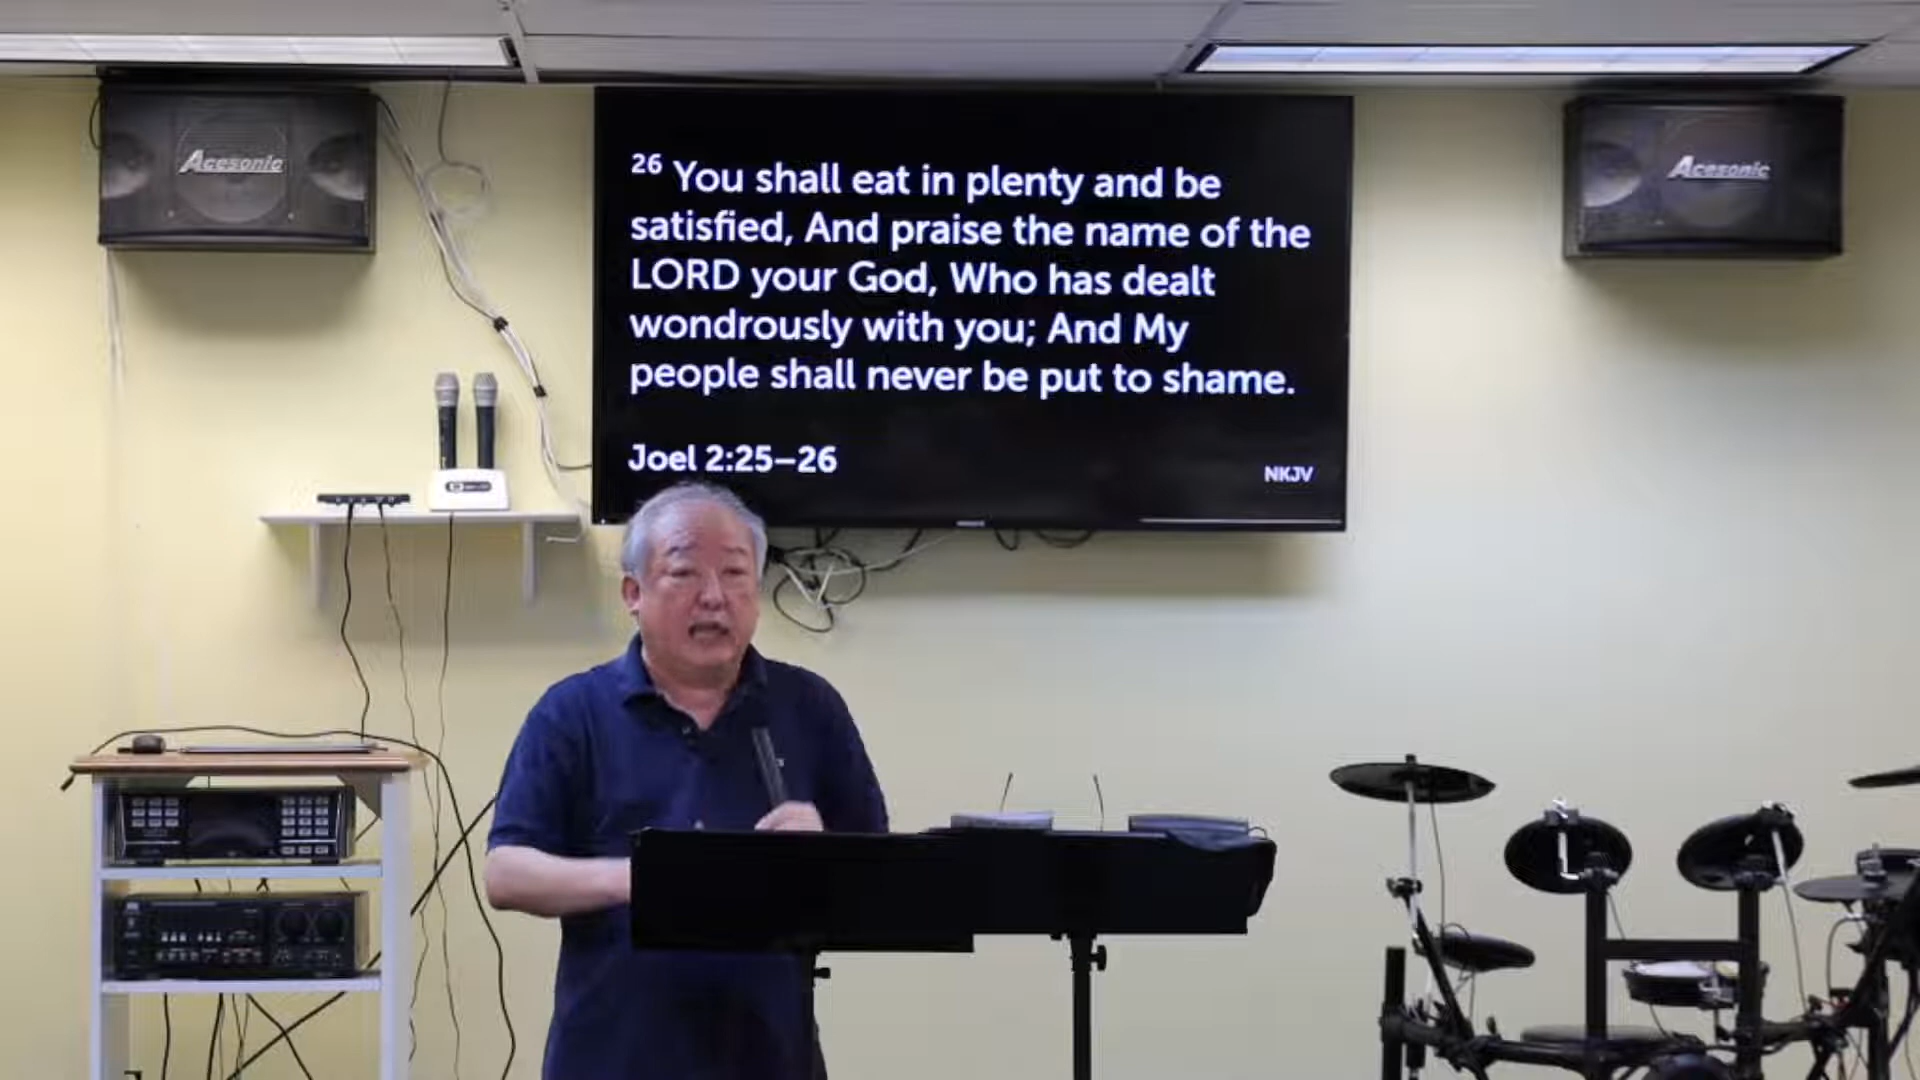 Acesonic
Acesonic
26 You shall eat in plenty and be
satisfied, And praise the name of the
LORD your God, Who has dealt
wondrously with you; And My
people shall never be put to shame.
Joel 2:25–26
NKJV